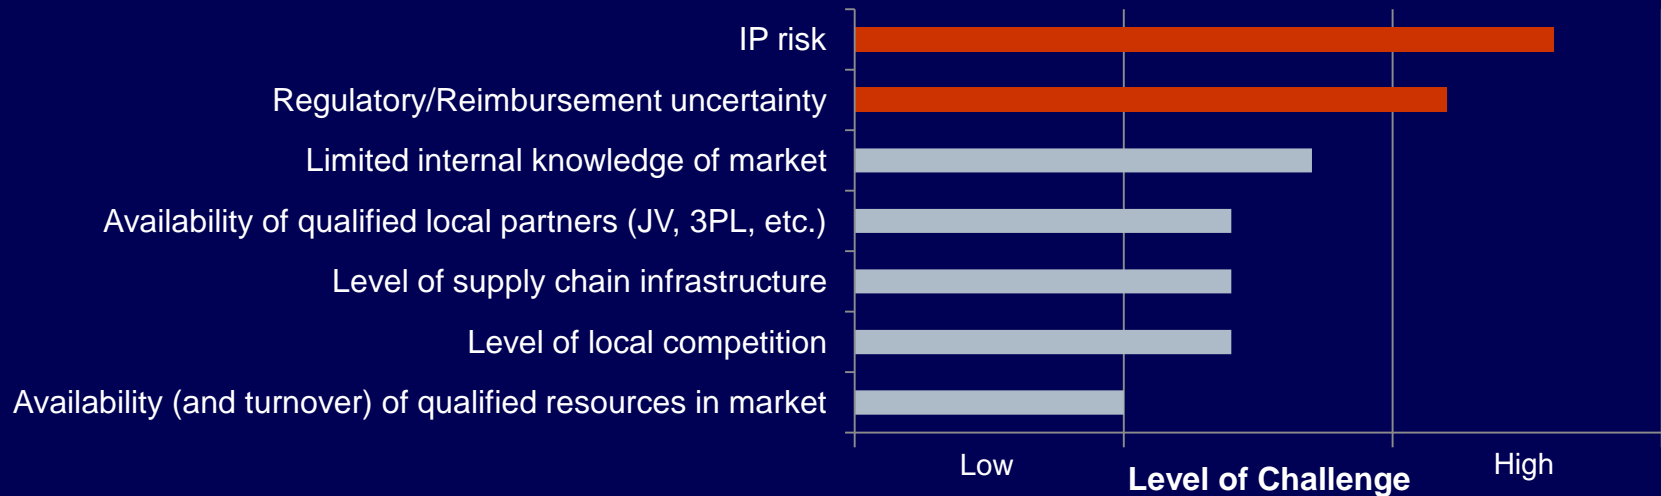 IP risk
Regulatory/Reimbursement uncertainty
Limited internal knowledge of market
Availability of qualified local partners (JV, 3PL, etc.)
Level of supply chain infrastructure
Level of local competition
Availability (and turnover) of qualified resources in market
Low
High
Level of Challenge